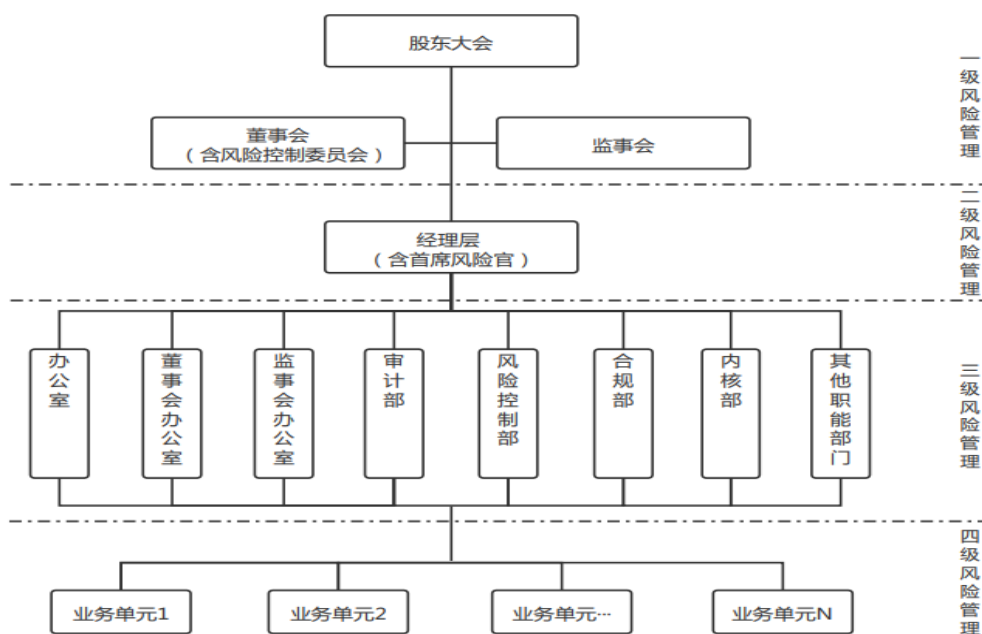 股东大会
董事会
（含风险控制委员会）
监事会
一级风险管理
经理层
（含首席风险官）
二级风险管理
办公室
董事会办公室
监事会办公室
审计部
风险控制部
合规部
内核部
其他职能部门
三级风险管理
业务单元1
业务单元2
业务单元…
业务单元N
四级风险管理